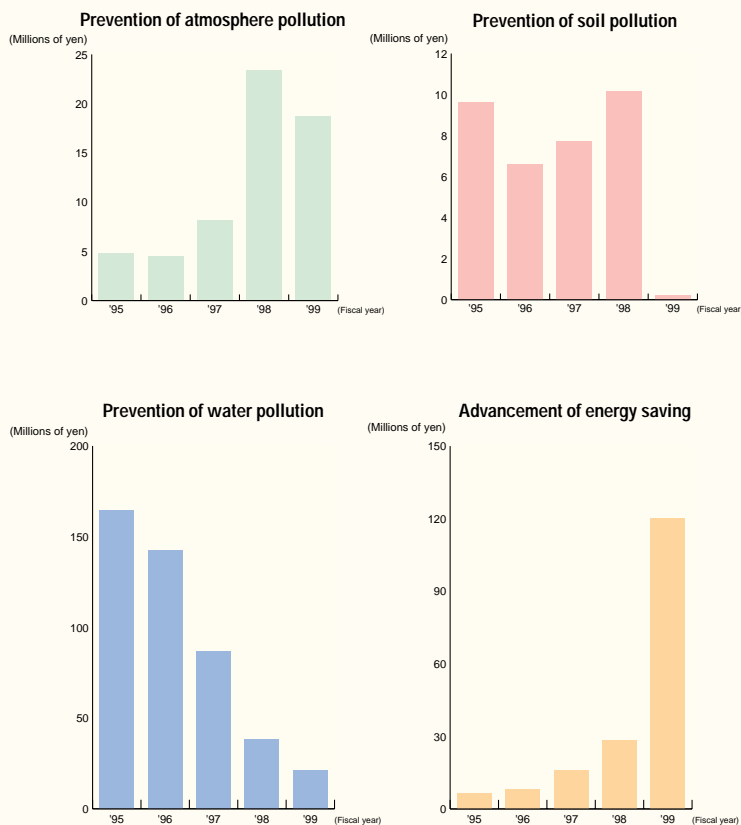 Prevention of atmosphere pollution
(Millions of yen)
25
20
15
10
5
0
'95 '96 '97 '98 '99 (Fiscal year)
Prevention of soil pollution
(Millions of yen)
12
10
8
6
4
2
0
'95 '96 '97 '98 '99 (Fiscal year
Prevention of water pollution
(Millions of yen)
200
150
100
50
0
'95 '96 '97 '98 '99 (Fiscal year)
Advancement of energy saving
(Millions of yen)
150
120
90
60
30
0
'95 '96 '97 '98 '99 (Fiscal year)